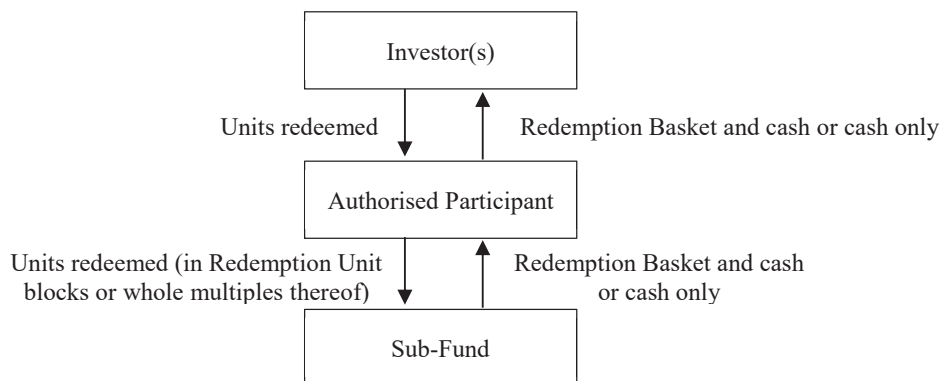 Investor(s)
Units redeemed
Redemption Basket and cash or cash only
Authorised Participant
Units redeemed (in Redemption Unit
blocks or whole multiples thereof)
Redemption Basket and cash
or cash only
Sub-Fund